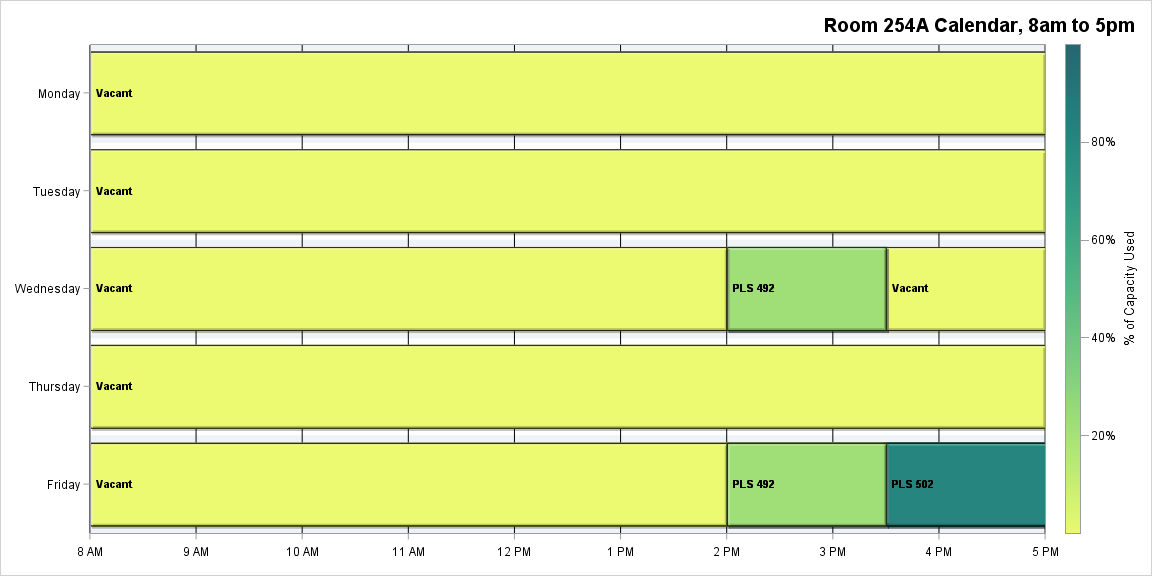 Room 254A Calendar, 8am to 5pm
Monday
Vacant
Tuesday
Vacant
Wednesday
Vacant
PLS 492
Vacant
Thursday
Vacant
Friday
Vacant
PLS 492
PLS 502
8 AM
9 AM
10 AM
11 AM
12 PM
1 PM
2 PM
3 PM
4 PM
5 PM
80%
60%
40%
20%
% of Capacity Used